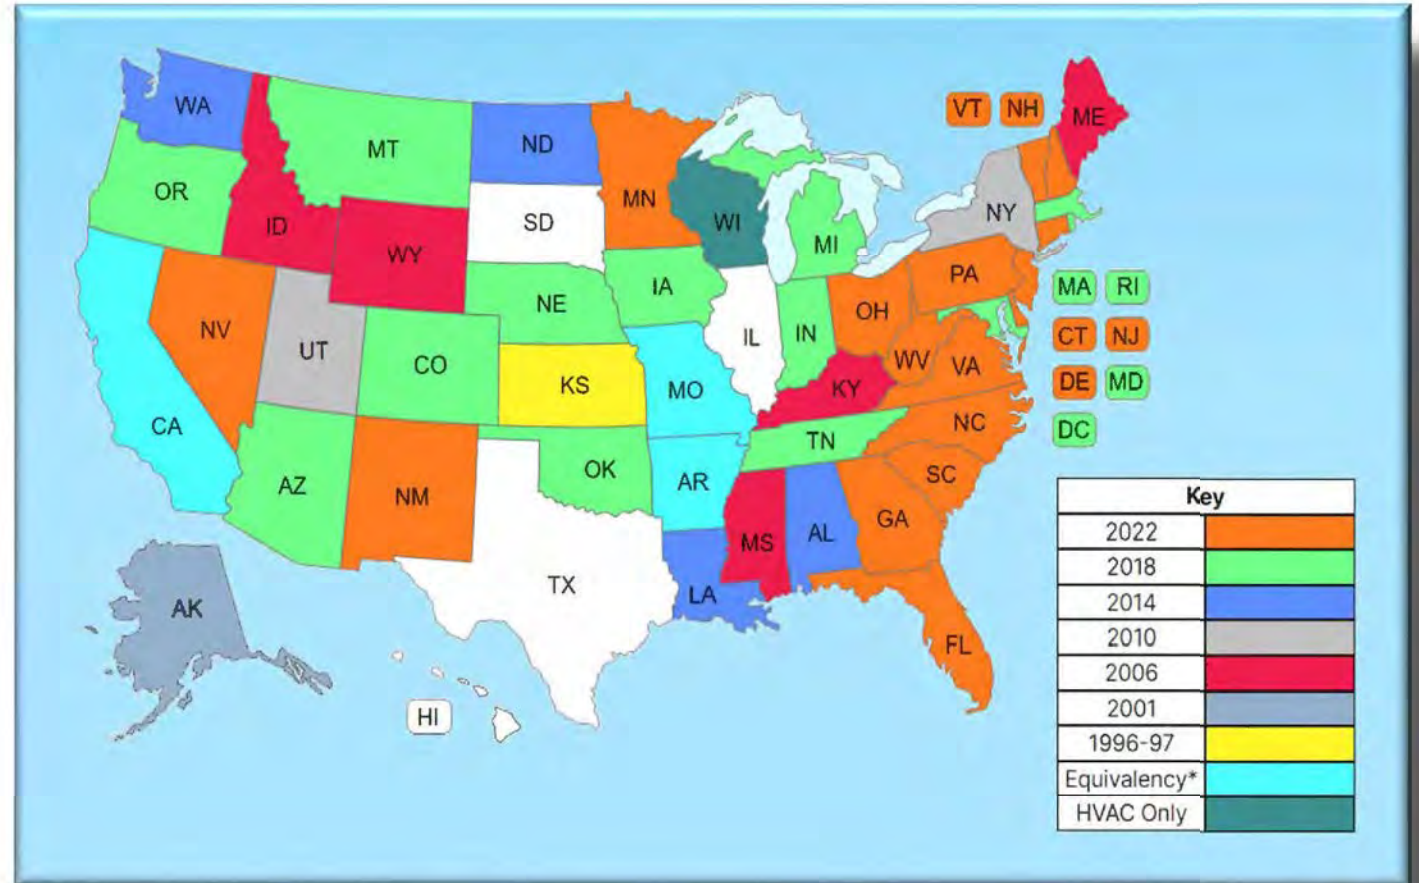 WA
MT
ND
MN
VT NH
ME
OR
ID
WY
SD
WI
MI
NY
NV
UT
NE
IA
IL
IN
OH
PA
MA RI
CT NJ
DE MD
DC
CA
CO
KS
MO
KY
WV
VA
AZ
NM
OK
AR
TN
NC
SC
TX
LA
MS
AL
GA
FL
AK
HI
Key
2022
2018
2014
2010
2006
2001
1996-97
Equivalency*
HVAC Only